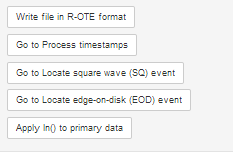 Write file in R-OTE format
Go to Process timestamps
Go to Locate square wave (SQ) event
Go to Locate edge-on-disk (EOD) event
Apply ln() to primary data